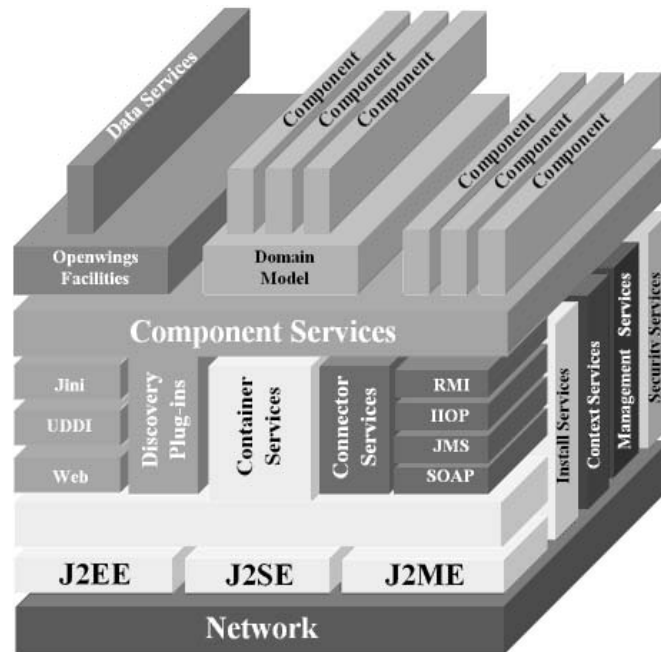 Data Services
Component
Component
Component
Component
Component
Component
Openwings
Facilities
Domain
Model
Component Services
Jini
UDDI
Web
Discovery
Plug-ins
Container
Services
Connector
Services
RMI
IIOP
JMS
SOAP
Install Services
Context Services
Management Services
Security Services
J2EE
J2SE
J2ME
Network